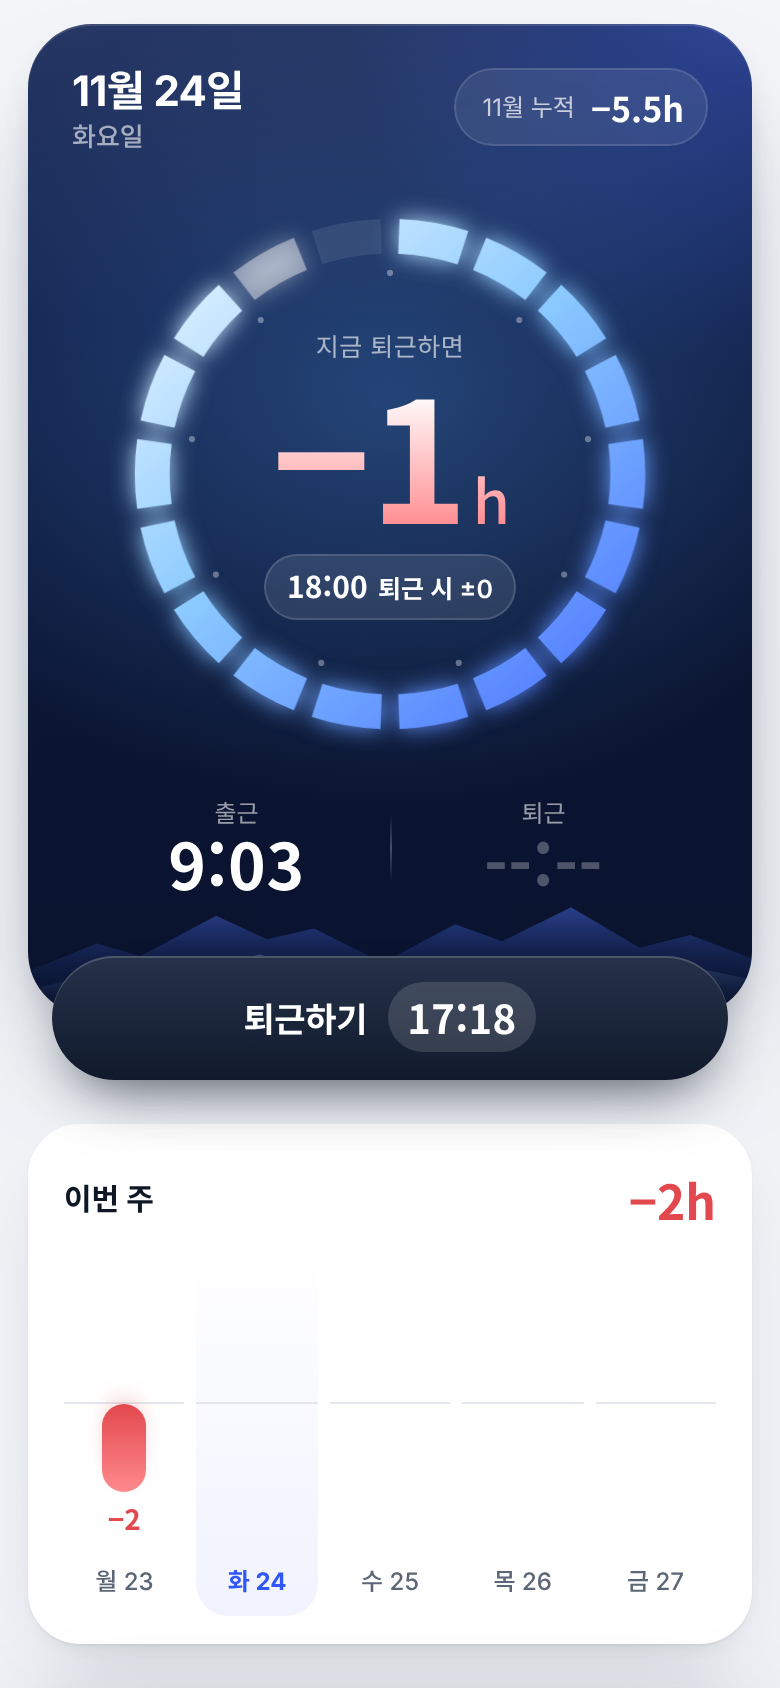 11월 24일
화요일
11월 누적 −5.5h
지금 퇴근하면
−1h
18:00 퇴근 시 ±0
출근
9:03
퇴근
--:--
퇴근하기 17:18
이번 주
−2h
−2
월 23
화 24
수 25
목 26
금 27